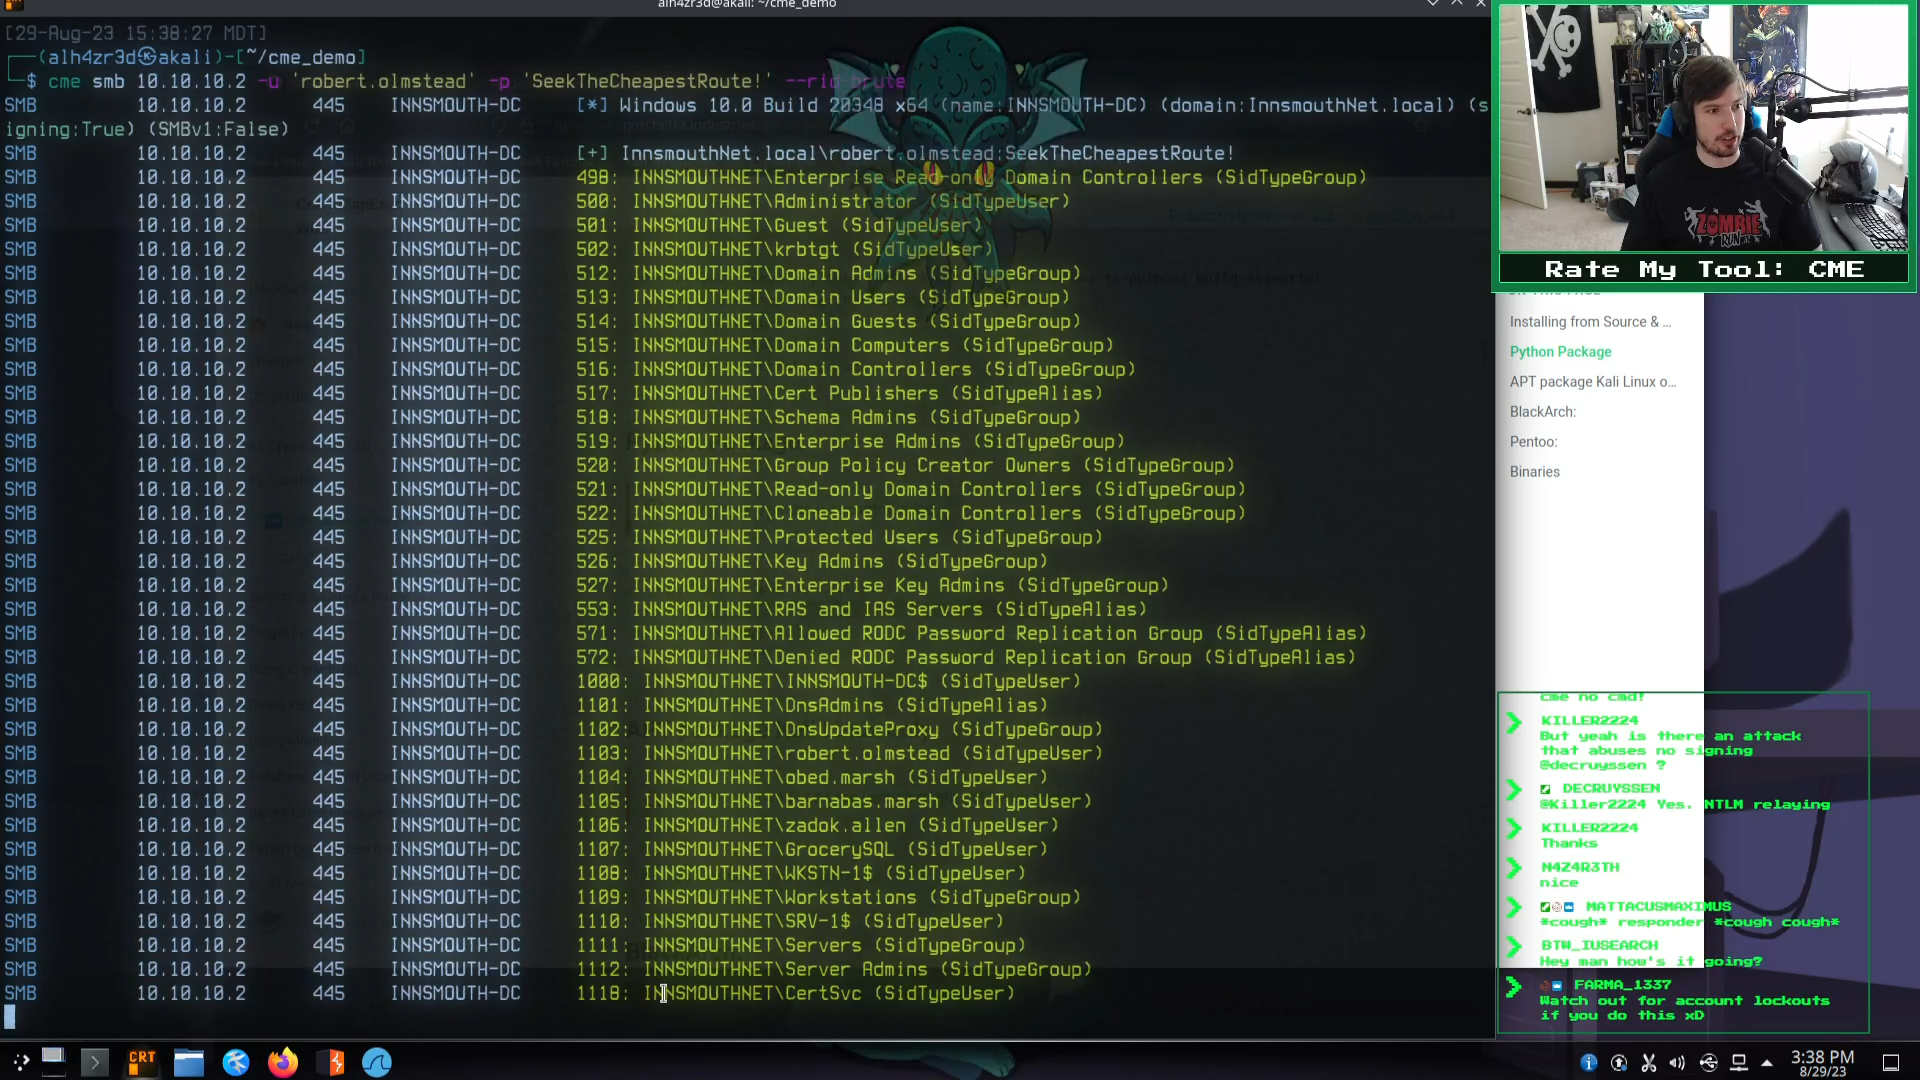 alh4zr3d@akali: ~/cme_demo
[29-Aug-23 15:38:27 MDT]
(alh4zr3d㉿akali)-[~/cme_demo]
$ cme smb 10.10.10.2 -u 'robert.olmstead' -p 'SeekTheCheapestRoute!' --rid-brute
SMB 10.10.10.2 445 INNSMOUTH-DC [*] Windows 10.0 Build 20348 x64 (name:INNSMOUTH-DC) (domain:InnsmouthNet.local) (s
igning:True) (SMBv1:False)
SMB 10.10.10.2 445 INNSMOUTH-DC [+] InnsmouthNet.local\robert.olmstead:SeekTheCheapestRoute!
SMB 10.10.10.2 445 INNSMOUTH-DC 498: INNSMOUTHNET\Enterprise Read-only Domain Controllers (SidTypeGroup)
SMB 10.10.10.2 445 INNSMOUTH-DC 500: INNSMOUTHNET\Administrator (SidTypeUser)
SMB 10.10.10.2 445 INNSMOUTH-DC 501: INNSMOUTHNET\Guest (SidTypeUser)
SMB 10.10.10.2 445 INNSMOUTH-DC 502: INNSMOUTHNET\krbtgt (SidTypeUser)
SMB 10.10.10.2 445 INNSMOUTH-DC 512: INNSMOUTHNET\Domain Admins (SidTypeGroup)
SMB 10.10.10.2 445 INNSMOUTH-DC 513: INNSMOUTHNET\Domain Users (SidTypeGroup)
SMB 10.10.10.2 445 INNSMOUTH-DC 514: INNSMOUTHNET\Domain Guests (SidTypeGroup)
SMB 10.10.10.2 445 INNSMOUTH-DC 515: INNSMOUTHNET\Domain Computers (SidTypeGroup)
SMB 10.10.10.2 445 INNSMOUTH-DC 516: INNSMOUTHNET\Domain Controllers (SidTypeGroup)
SMB 10.10.10.2 445 INNSMOUTH-DC 517: INNSMOUTHNET\Cert Publishers (SidTypeAlias)
SMB 10.10.10.2 445 INNSMOUTH-DC 518: INNSMOUTHNET\Schema Admins (SidTypeGroup)
SMB 10.10.10.2 445 INNSMOUTH-DC 519: INNSMOUTHNET\Enterprise Admins (SidTypeGroup)
SMB 10.10.10.2 445 INNSMOUTH-DC 520: INNSMOUTHNET\Group Policy Creator Owners (SidTypeGroup)
SMB 10.10.10.2 445 INNSMOUTH-DC 521: INNSMOUTHNET\Read-only Domain Controllers (SidTypeGroup)
SMB 10.10.10.2 445 INNSMOUTH-DC 522: INNSMOUTHNET\Cloneable Domain Controllers (SidTypeGroup)
SMB 10.10.10.2 445 INNSMOUTH-DC 525: INNSMOUTHNET\Protected Users (SidTypeGroup)
SMB 10.10.10.2 445 INNSMOUTH-DC 526: INNSMOUTHNET\Key Admins (SidTypeGroup)
SMB 10.10.10.2 445 INNSMOUTH-DC 527: INNSMOUTHNET\Enterprise Key Admins (SidTypeGroup)
SMB 10.10.10.2 445 INNSMOUTH-DC 553: INNSMOUTHNET\RAS and IAS Servers (SidTypeAlias)
SMB 10.10.10.2 445 INNSMOUTH-DC 571: INNSMOUTHNET\Allowed RODC Password Replication Group (SidTypeAlias)
SMB 10.10.10.2 445 INNSMOUTH-DC 572: INNSMOUTHNET\Denied RODC Password Replication Group (SidTypeAlias)
SMB 10.10.10.2 445 INNSMOUTH-DC 1000: INNSMOUTHNET\INNSMOUTH-DC$ (SidTypeUser)
SMB 10.10.10.2 445 INNSMOUTH-DC 1101: INNSMOUTHNET\DnsAdmins (SidTypeAlias)
SMB 10.10.10.2 445 INNSMOUTH-DC 1102: INNSMOUTHNET\DnsUpdateProxy (SidTypeGroup)
SMB 10.10.10.2 445 INNSMOUTH-DC 1103: INNSMOUTHNET\robert.olmstead (SidTypeUser)
SMB 10.10.10.2 445 INNSMOUTH-DC 1104: INNSMOUTHNET\obed.marsh (SidTypeUser)
SMB 10.10.10.2 445 INNSMOUTH-DC 1105: INNSMOUTHNET\barnabas.marsh (SidTypeUser)
SMB 10.10.10.2 445 INNSMOUTH-DC 1106: INNSMOUTHNET\zadok.allen (SidTypeUser)
SMB 10.10.10.2 445 INNSMOUTH-DC 1107: INNSMOUTHNET\GrocerySQL (SidTypeUser)
SMB 10.10.10.2 445 INNSMOUTH-DC 1108: INNSMOUTHNET\WKSTN-1$ (SidTypeUser)
SMB 10.10.10.2 445 INNSMOUTH-DC 1109: INNSMOUTHNET\Workstations (SidTypeGroup)
SMB 10.10.10.2 445 INNSMOUTH-DC 1110: INNSMOUTHNET\SRV-1$ (SidTypeUser)
SMB 10.10.10.2 445 INNSMOUTH-DC 1111: INNSMOUTHNET\Servers (SidTypeGroup)
SMB 10.10.10.2 445 INNSMOUTH-DC 1112: INNSMOUTHNET\Server Admins (SidTypeGroup)
SMB 10.10.10.2 445 INNSMOUTH-DC 1118: INNSMOUTHNET\CertSvc (SidTypeUser)
ZOMBIE
RUN
Rate My Tool: CME
Installing from Source & …
Python Package
APT package Kali Linux o…
BlackArch:
Pentoo:
Binaries
cme no cmd!
KILLER2224
But yeah is there an attack
that abuses no signing
@decruyssen ?
DECRUYSSEN
@Killer2224 Yes. NTLM relaying
KILLER2224
Thanks
N4Z4R3TH
nice
MATTACUSMAXIMUS
*cough* responder *cough cough*
BTW_IUSEARCH
Hey man how's it going?
FARMA_1337
Watch out for account lockouts
if you do this xD
CRT
3:38 PM
8/29/23